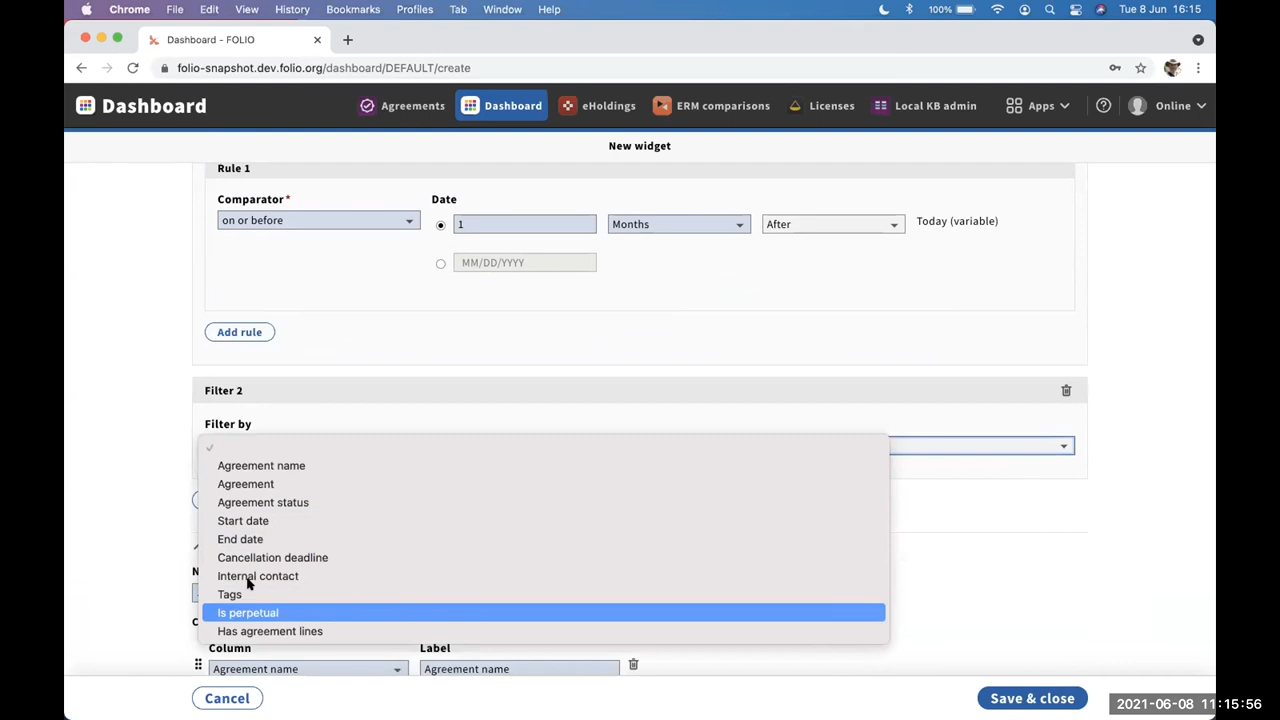 Chrome File Edit View History Bookmarks Profiles Tab Window Help 100% Tue 8 Jun 16:15
Dashboard - FOLIO
folio-snapshot.dev.folio.org/dashboard/DEFAULT/create
Dashboard Agreements Dashboard eHoldings ERM comparisons Licenses Local KB admin Apps Online
New widget
Rule 1
Comparator* Date
on or before 1 Months After Today (variable)
MM/DD/YYYY
Add rule
Filter 2
Filter by
Agreement name
Agreement
Agreement status
Start date
End date
Cancellation deadline
Internal contact
Tags
Is perpetual
Has agreement lines
Column Label
Agreement name Agreement name
Cancel Save & close
2021-06-08 11:15:56